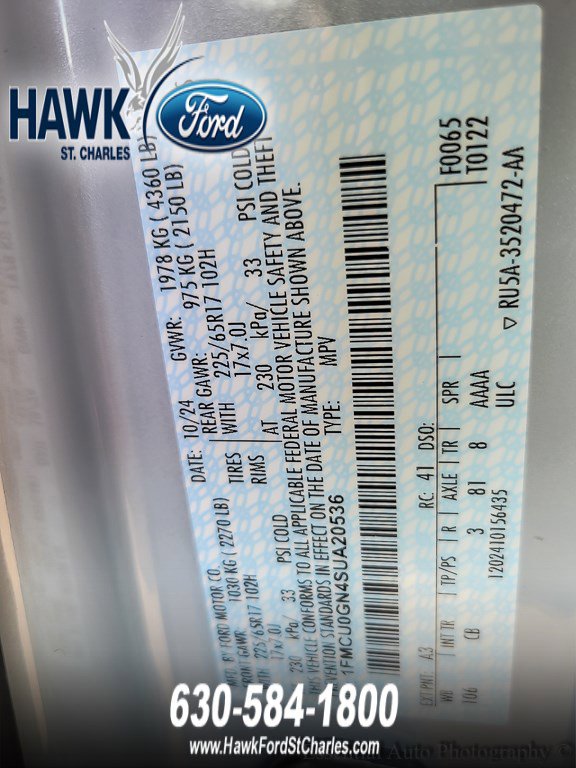 HAWK
ST. CHARLES
Ford
MFD. BY FORD MOTOR CO.
DATE: 10/24 GVWR: 1978 KG ( 4360 LB)
FRONT GAWR: 1030 KG ( 2270 LB)
REAR GAWR: 975 KG ( 2150 LB)
225/65R17 102H TIRES WITH 225/65R17 102H
17x7.0J RIMS 17x7.0J
230 kPa/ 33 PSI COLD AT 230 kPa/ 33 PSI COLD
THIS VEHICLE CONFORMS TO ALL APPLICABLE FEDERAL MOTOR VEHICLE SAFETY AND THEFT
PREVENTION STANDARDS IN EFFECT ON THE DATE OF MANUFACTURE SHOWN ABOVE.
1FMCU0GN4SUA20536 TYPE: MPV
F0065
T0122
EXT PNT: A3 RC: 41 DSO:
WB INT TR TP/PS R AXLE TR SPR
106 CB 3 81 8 AAAA
ULC
1202410156435
▽ RU5A-3520472-AA
630-584-1800
www.HawkFordStCharles.com
Auto Photography ©